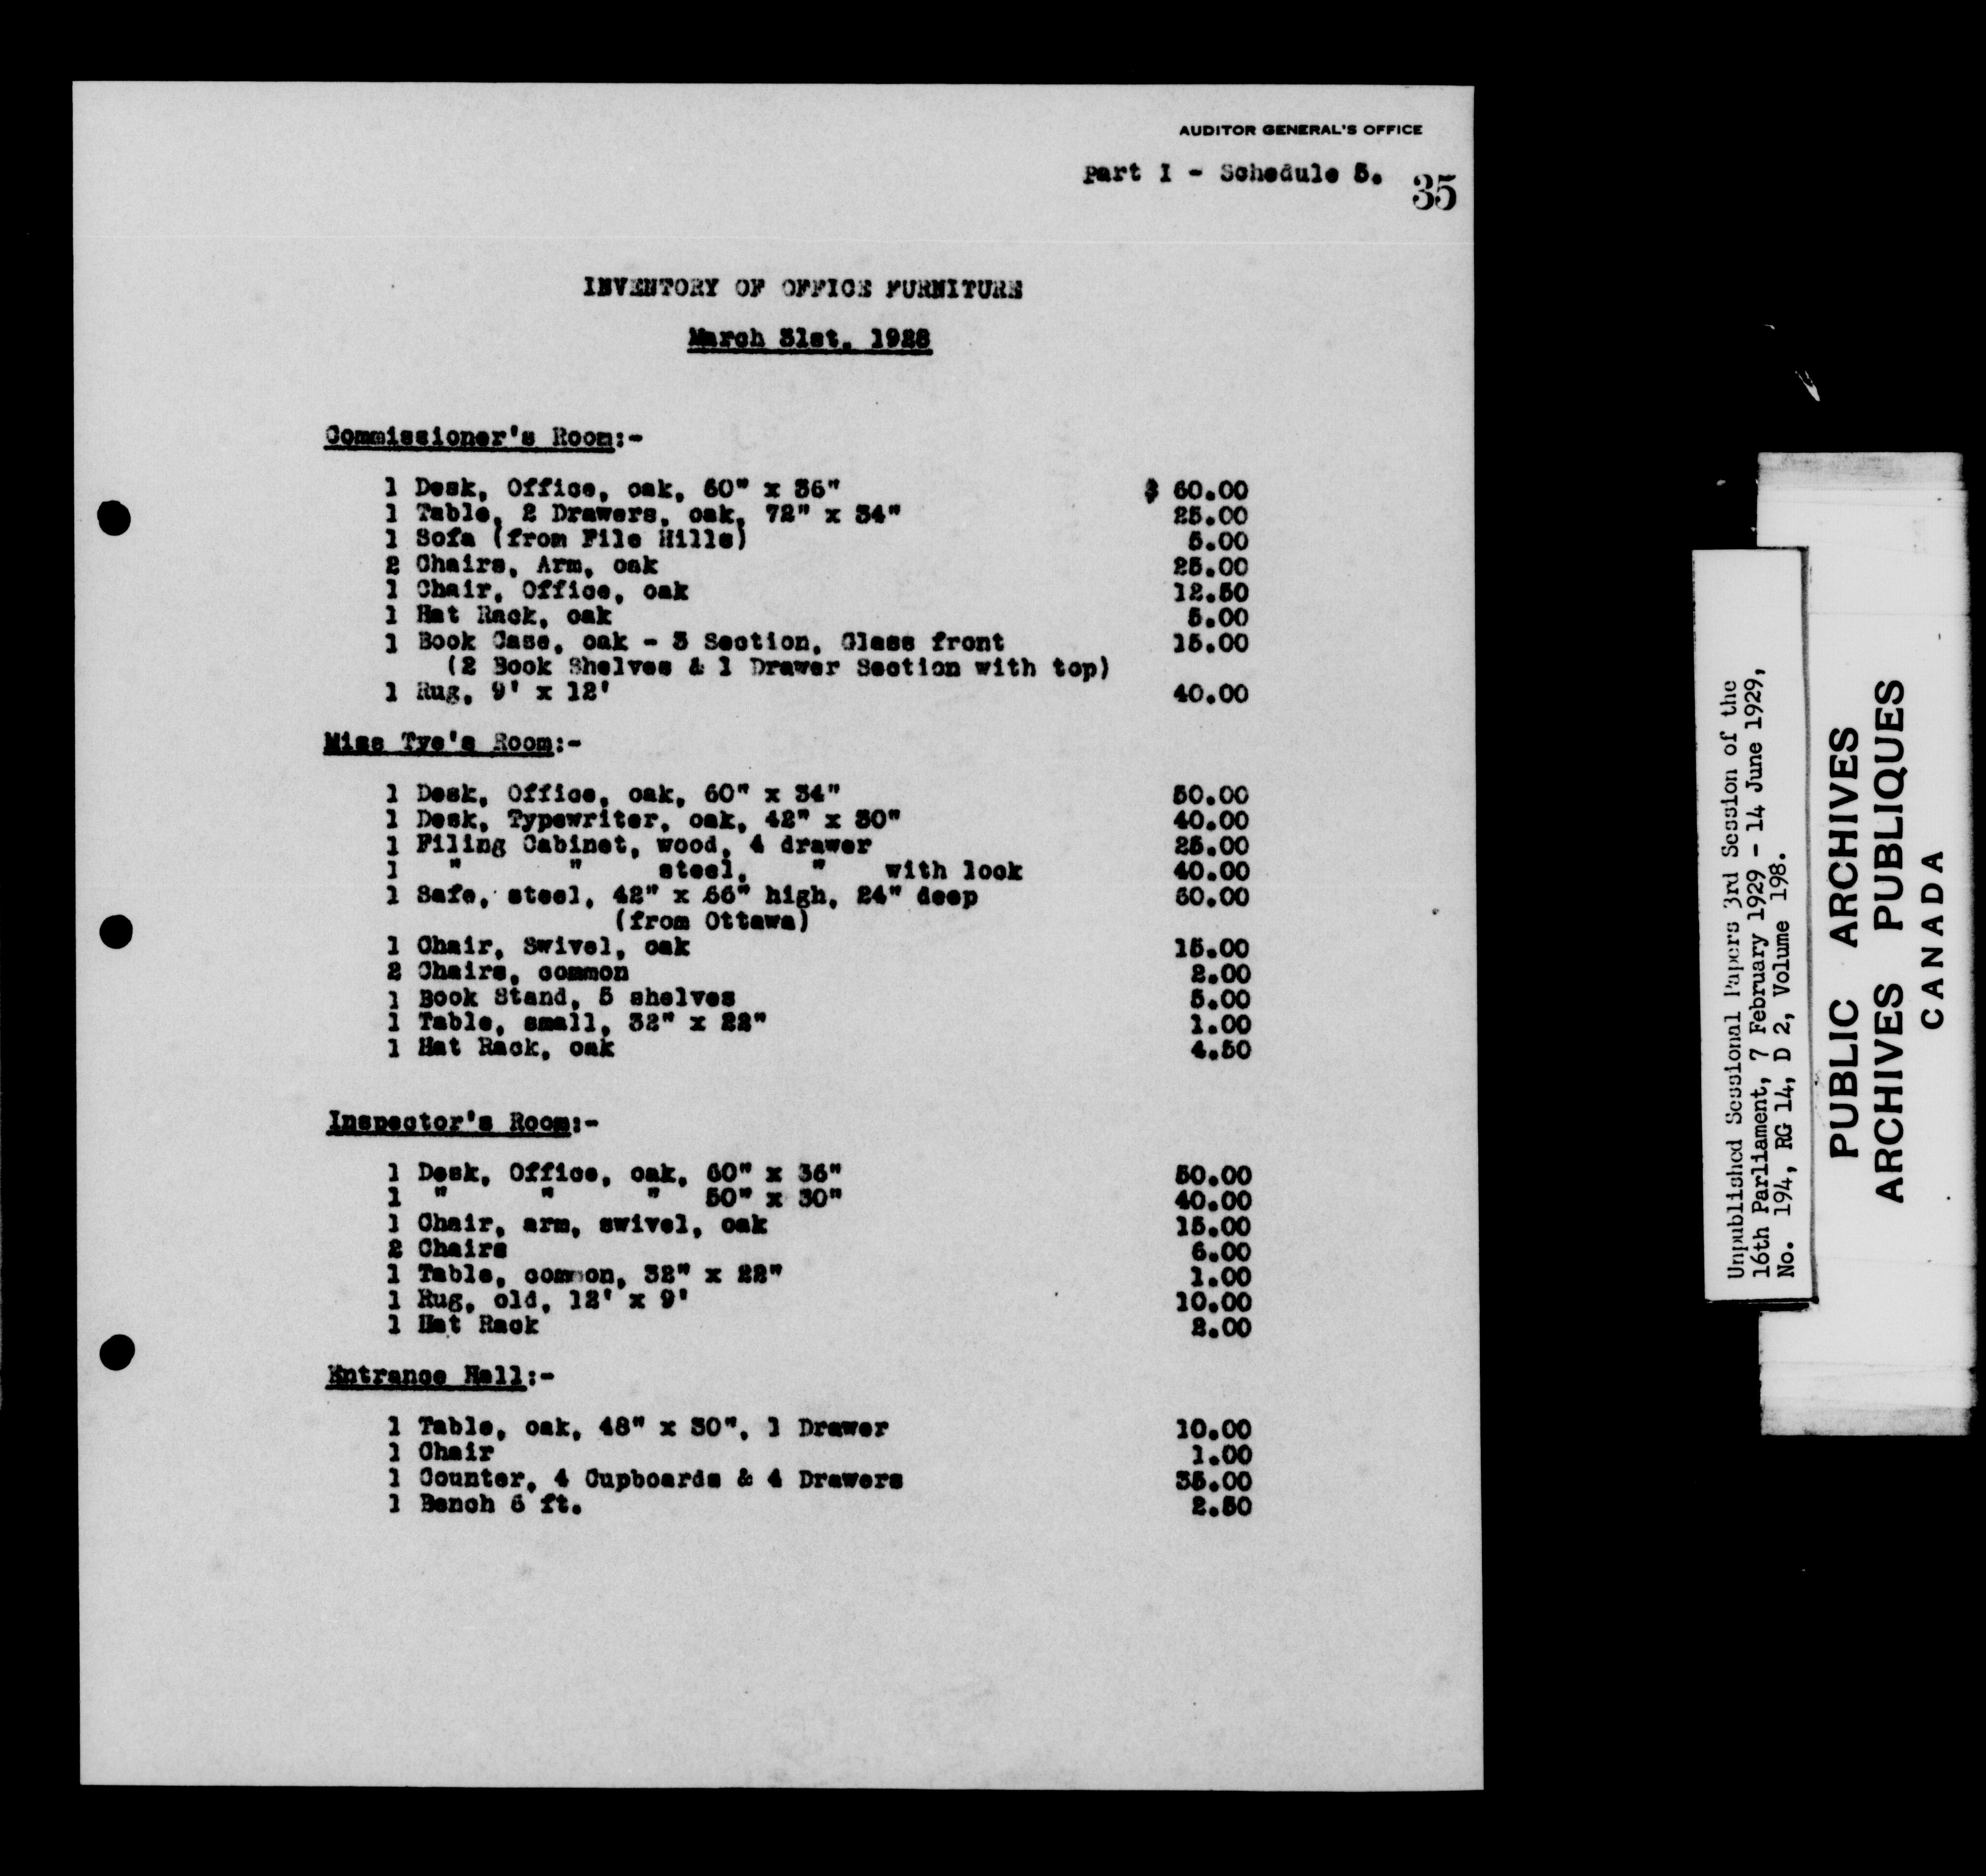 AUDITOR GENERAL'S OFFICE
Part I - Schedule 5.
35
INVENTORY OF OFFICE FURNITURE
March 31st. 1928
Commissioner's Room:-
1 Desk, Office, oak, 60" x 36" $ 60.00
1 Table, 2 Drawers, oak, 72" x 34" 25.00
1 Sofa (from File Hills) 5.00
2 Chairs, Arm, oak 25.00
1 Chair, Office, oak 12.50
1 Hat Rack, oak 5.00
1 Book Case, oak - 3 Section, Glass front 15.00
(2 Book Shelves & 1 Drawer Section with top)
1 Rug, 9' x 12' 40.00
Miss Tye's Room:-
1 Desk, Office, oak, 60" x 34" 50.00
1 Desk, Typewriter, oak, 42" x 30" 40.00
1 Filing Cabinet, wood, 4 drawer 25.00
1 " " steel, " with lock 40.00
1 Safe, steel, 42" x 66" high, 24" deep 60.00
(from Ottawa)
1 Chair, Swivel, oak 15.00
2 Chairs, common 2.00
1 Book Stand, 5 shelves 5.00
1 Table, small, 32" x 22" 1.00
1 Hat Rack, oak 4.50
Inspector's Room:-
1 Desk, Office, oak, 60" x 36" 50.00
1 " " " 50" x 30" 40.00
1 Chair, arm, swivel, oak 15.00
2 Chairs 6.00
1 Table, common, 32" x 22" 1.00
1 Rug, old, 12' x 9' 10.00
1 Hat Rack 2.00
Entrance Hall:-
1 Table, oak, 48" x 30", 1 Drawer 10.00
1 Chair 1.00
1 Counter, 4 Cupboards & 4 Drawers 35.00
1 Bench 6 ft. 2.50
Unpublished Sessional Papers 3rd Session of the
16th Parliament, 7 February 1929 - 14 June 1929,
No. 194, RG 14, D 2, Volume 198.
PUBLIC ARCHIVES
ARCHIVES PUBLIQUES
CANADA